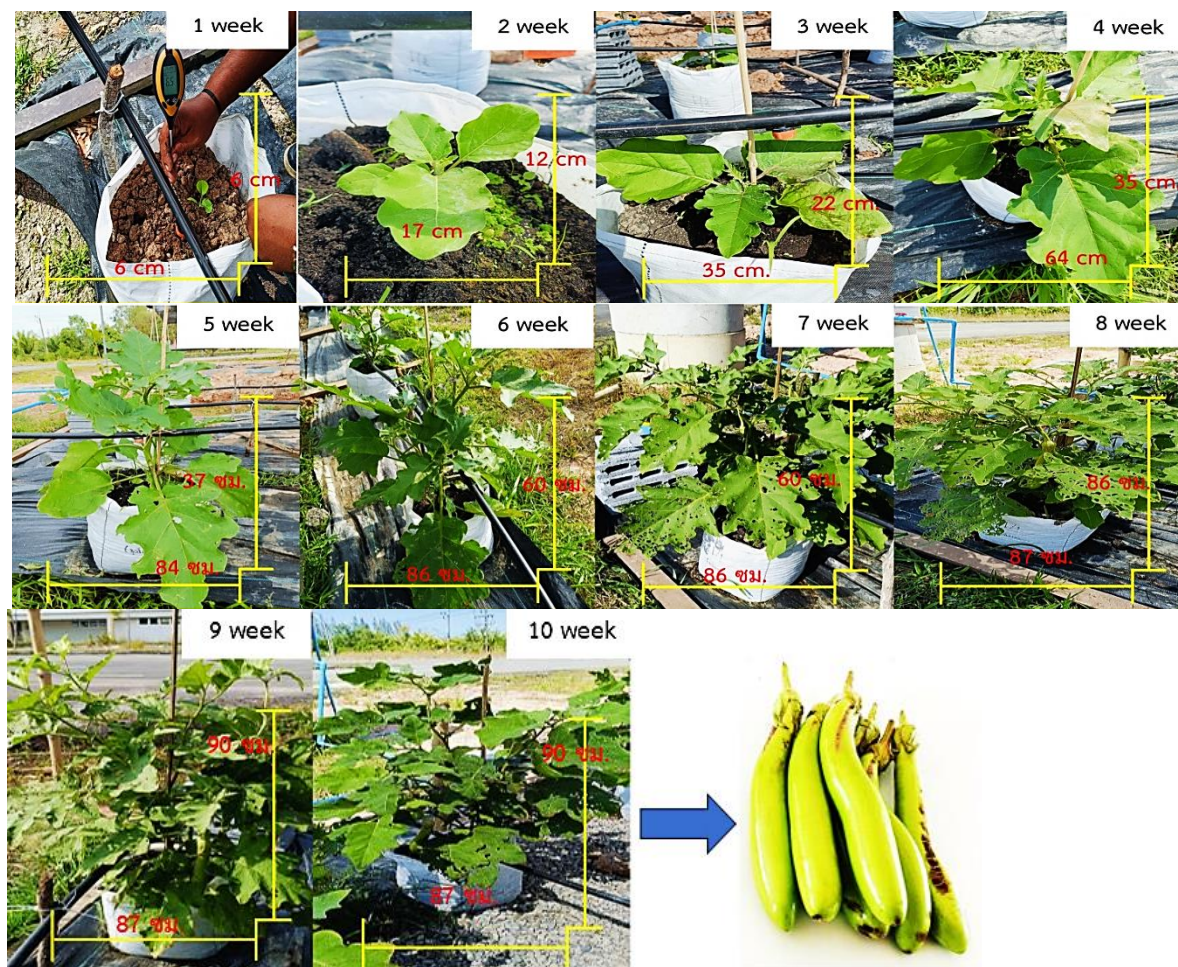 1 week
6 cm
6 cm
2 week
12 cm
17 cm
3 week
22 cm.
35 cm.
4 week
35 cm.
64 cm
5 week
37 ซม.
84 ซม.
6 week
60 ซม.
86 ซม.
7 week
60 ซม.
86 ซม.
8 week
86 ซม.
87 ซม.
9 week
90 ซม.
87 ซม.
10 week
90 ซม.
87 ซม.